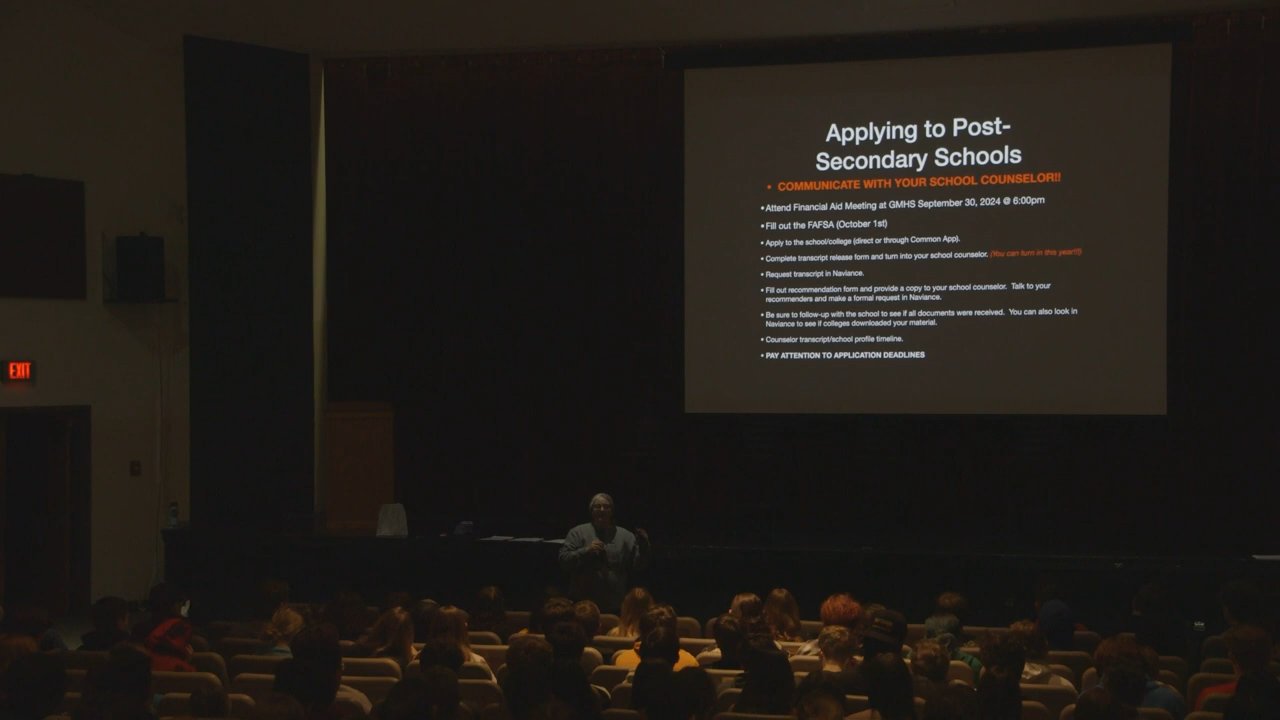 EXIT
Applying to Post-
Secondary Schools
• COMMUNICATE WITH YOUR SCHOOL COUNSELOR!!
• Attend Financial Aid Meeting at GMHS September 30, 2024 @ 6:00pm
• Fill out the FAFSA (October 1st)
• Apply to the school/college (direct or through Common App).
• Complete transcript release form and turn into your school counselor. (You can turn in this year!!!)
• Request transcript in Naviance.
• Fill out recommendation form and provide a copy to your school counselor. Talk to your
recommenders and make a formal request in Naviance.
• Be sure to follow-up with the school to see if all documents were received. You can also look in
Naviance to see if colleges downloaded your material.
• Counselor transcript/school profile timeline.
• PAY ATTENTION TO APPLICATION DEADLINES